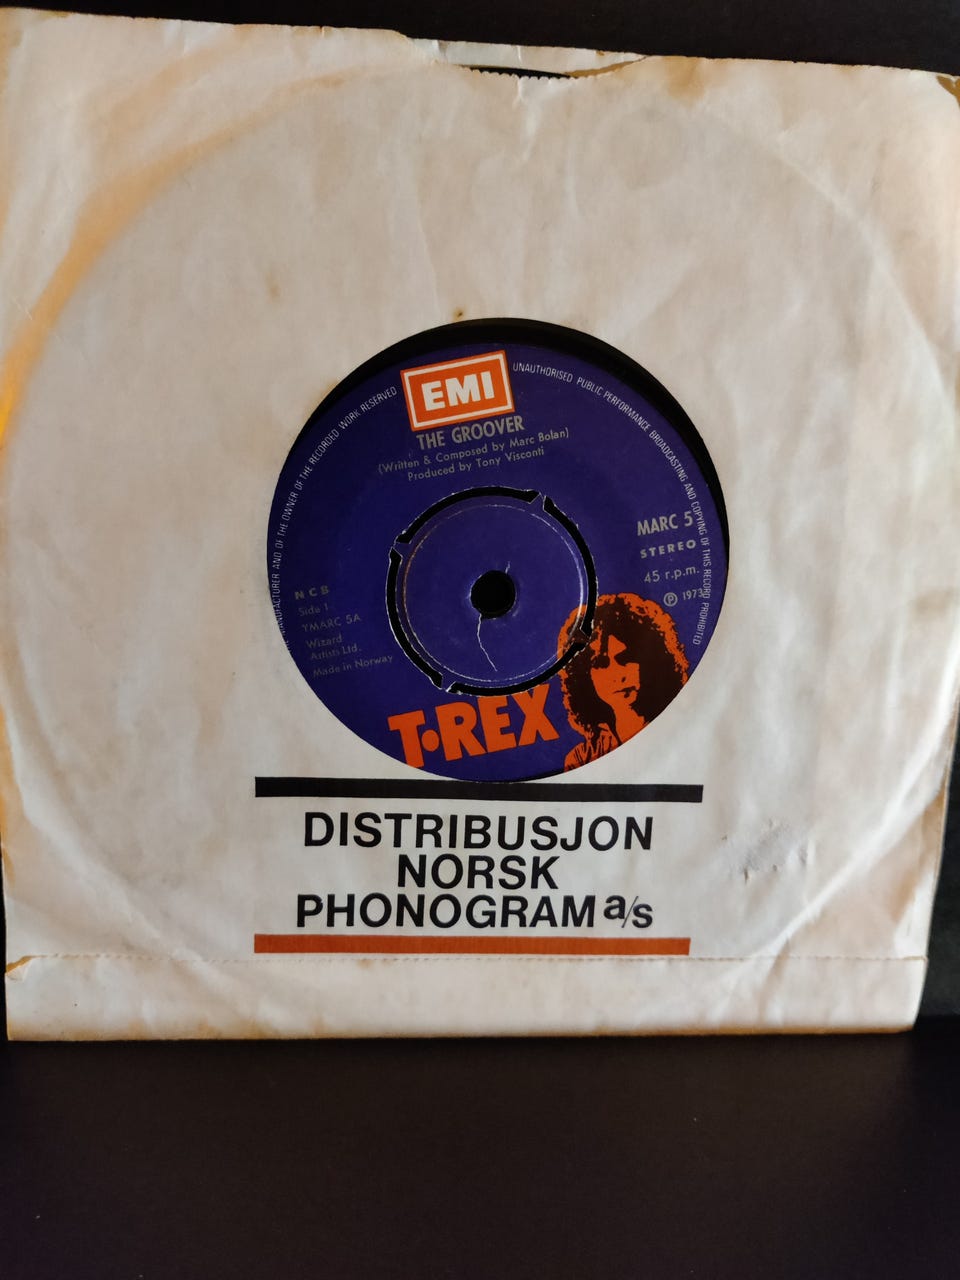 EMI
THE GROOVER
(Written & Composed by Marc Bolan)
Produced by Tony Visconti
MANUFACTURER AND OF THE OWNER OF THE RECORDED WORK RESERVED
UNAUTHORISED PUBLIC PERFORMANCE BROADCASTING AND COPYING OF THIS RECORD PROHIBITED
MARC 5
STEREO
45 r.p.m.
℗ 1973
NCB
Side 1
YMARC 5A
Wizard
Artists Ltd.
Made in Norway
T•REX
DISTRIBUSJON
NORSK
PHONOGRAM a/s